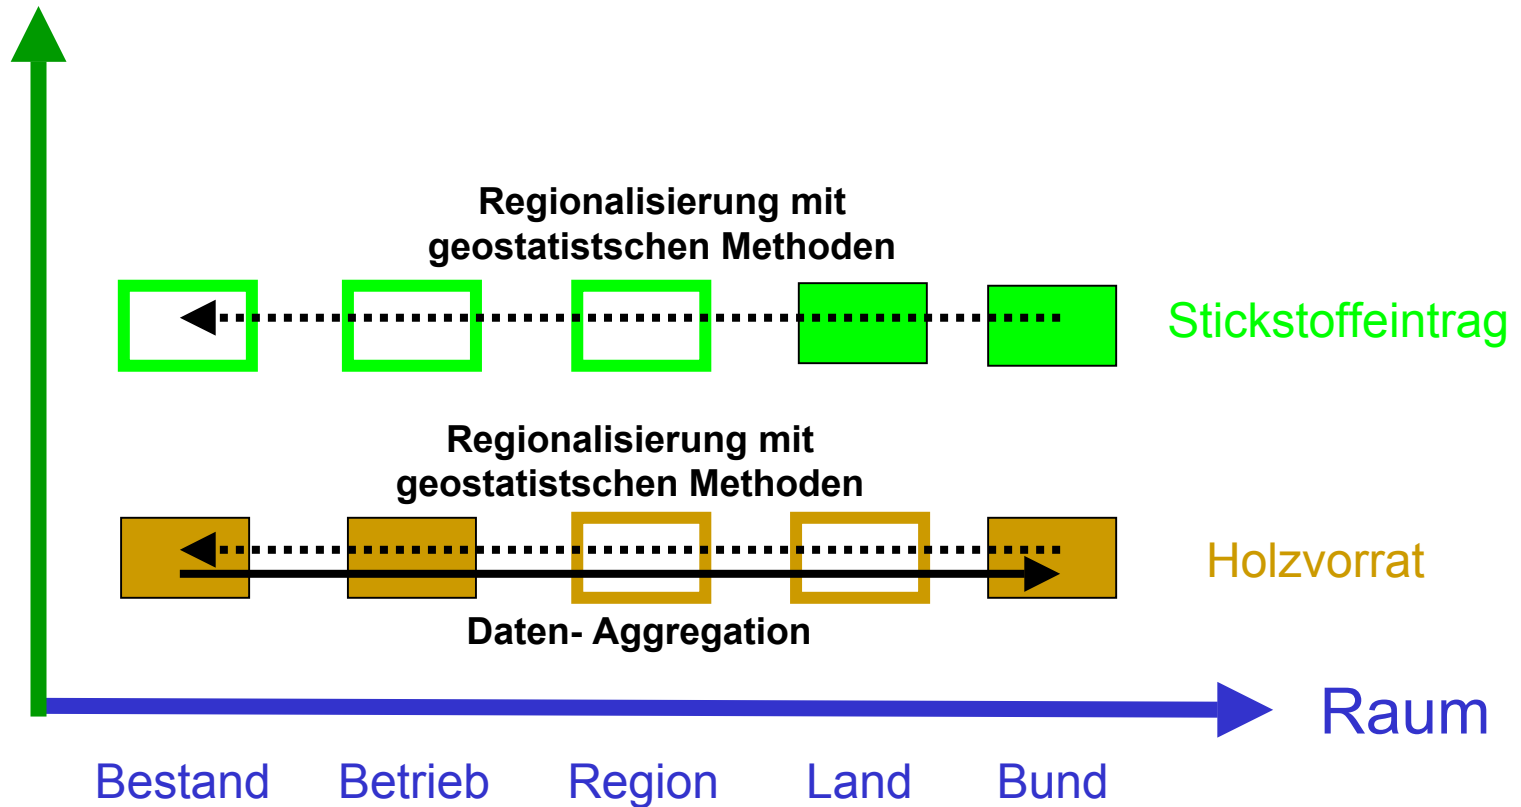 Regionalisierung mit
geostatistschen Methoden
Stickstoffeintrag
Regionalisierung mit
geostatistschen Methoden
Holzvorrat
Daten- Aggregation
Raum
Bestand Betrieb Region Land Bund